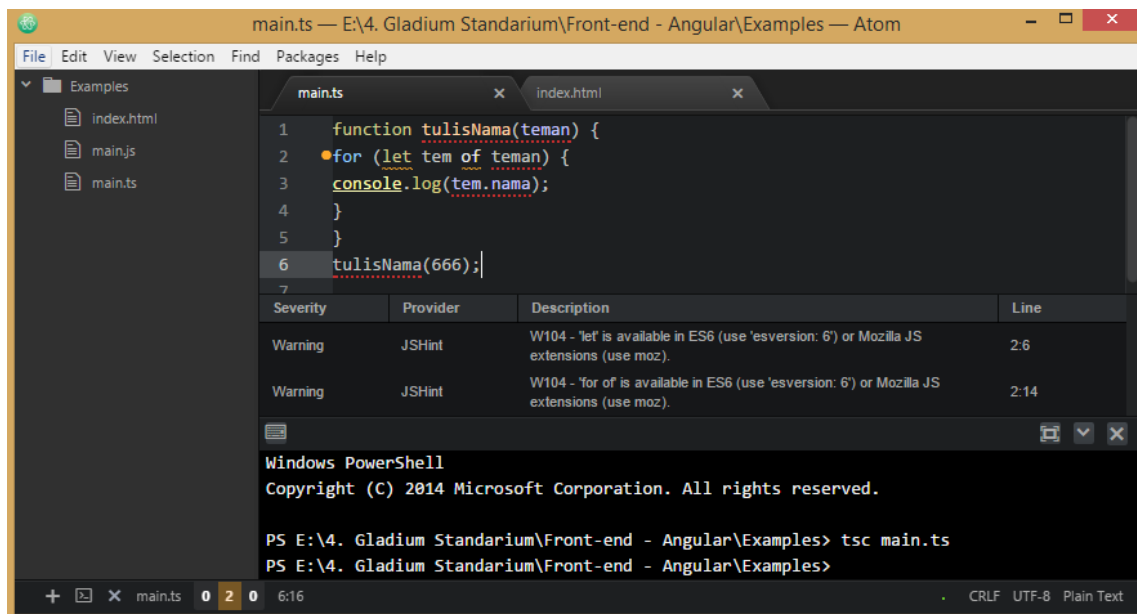 main.ts — E:\4. Gladium Standarium\Front-end - Angular\Examples — Atom
File Edit View Selection Find Packages Help
Examples
index.html
main.js
main.ts
main.ts index.html
1 function tulisNama(teman) {
2 for (let tem of teman) {
3 console.log(tem.nama);
4 }
5 }
6 tulisNama(666);
7
Severity Provider Description Line
Warning JSHint W104 - 'let' is available in ES6 (use 'esversion: 6') or Mozilla JS
extensions (use moz). 2:6
Warning JSHint W104 - 'for of' is available in ES6 (use 'esversion: 6') or Mozilla JS
extensions (use moz). 2:14
Windows PowerShell
Copyright (C) 2014 Microsoft Corporation. All rights reserved.
PS E:\4. Gladium Standarium\Front-end - Angular\Examples> tsc main.ts
PS E:\4. Gladium Standarium\Front-end - Angular\Examples>
main.ts 0 2 0 6:16 CRLF UTF-8 Plain Text